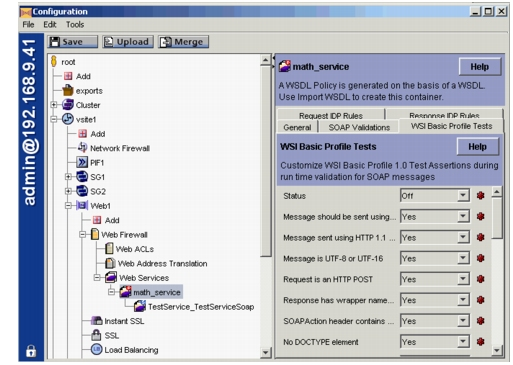 Configuration
File Edit Tools
Save Upload Merge
admin@192.168.9.41
root
Add
exports
Cluster
vsite1
Add
Network Firewall
PIF1
SG1
SG2
Web1
Add
Web Firewall
Web ACLs
Web Address Translation
Web Services
math_service
TestService_TestServiceSoap
Instant SSL
SSL
Load Balancing
math_service Help
A WSDL Policy is generated on the basis of a WSDL.
Use Import WSDL to create this container.
Request IDP Rules Response IDP Rules
General SOAP Validations WSI Basic Profile Tests
WSI Basic Profile Tests Help
Customize WSI Basic Profile 1.0 Test Assertions during
run time validation for SOAP messages
Status Off
Message should be sent using... Yes
Message sent using HTTP 1.1 ... Yes
Message is UTF-8 or UTF-16 Yes
Request is an HTTP POST Yes
Response has wrapper name... Yes
SOAPAction header contains ... Yes
No DOCTYPE element Yes